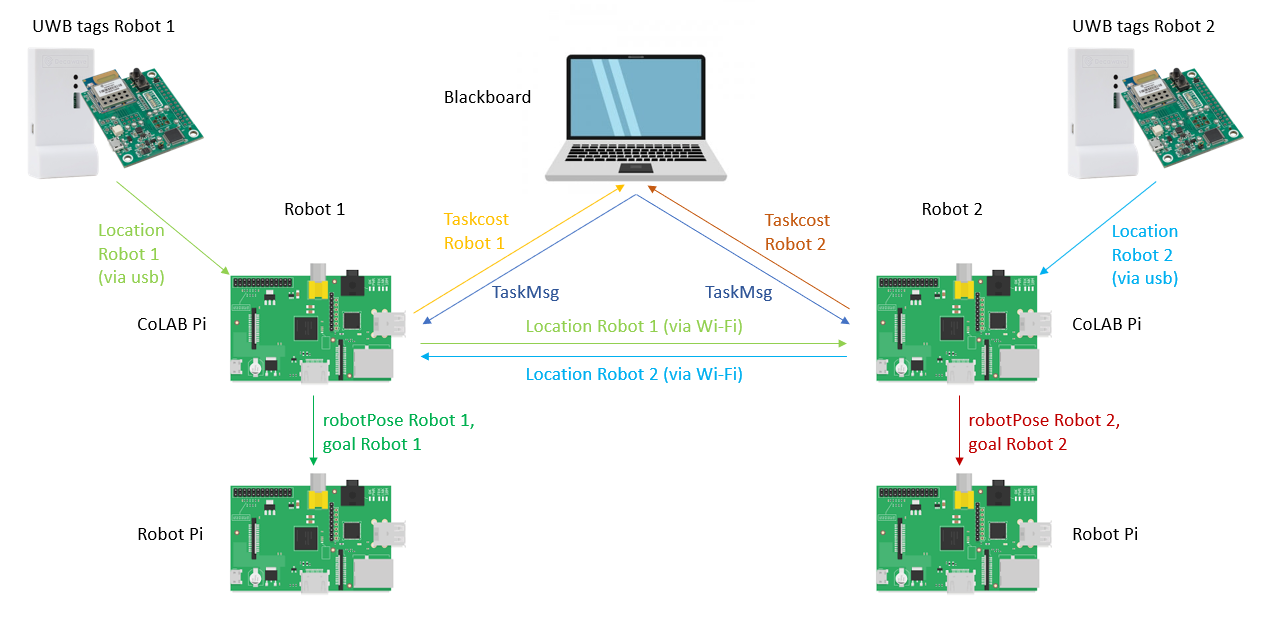 UWB tags Robot 1
UWB tags Robot 2
Blackboard
Robot 1
Robot 2
Location
Robot 1
(via usb)
Taskcost
Robot 1
Taskcost
Robot 2
Location
Robot 2
(via usb)
TaskMsg
TaskMsg
CoLAB Pi
Location Robot 1 (via Wi-Fi)
CoLAB Pi
Location Robot 2 (via Wi-Fi)
robotPose Robot 1,
goal Robot 1
robotPose Robot 2,
goal Robot 2
Robot Pi
Robot Pi